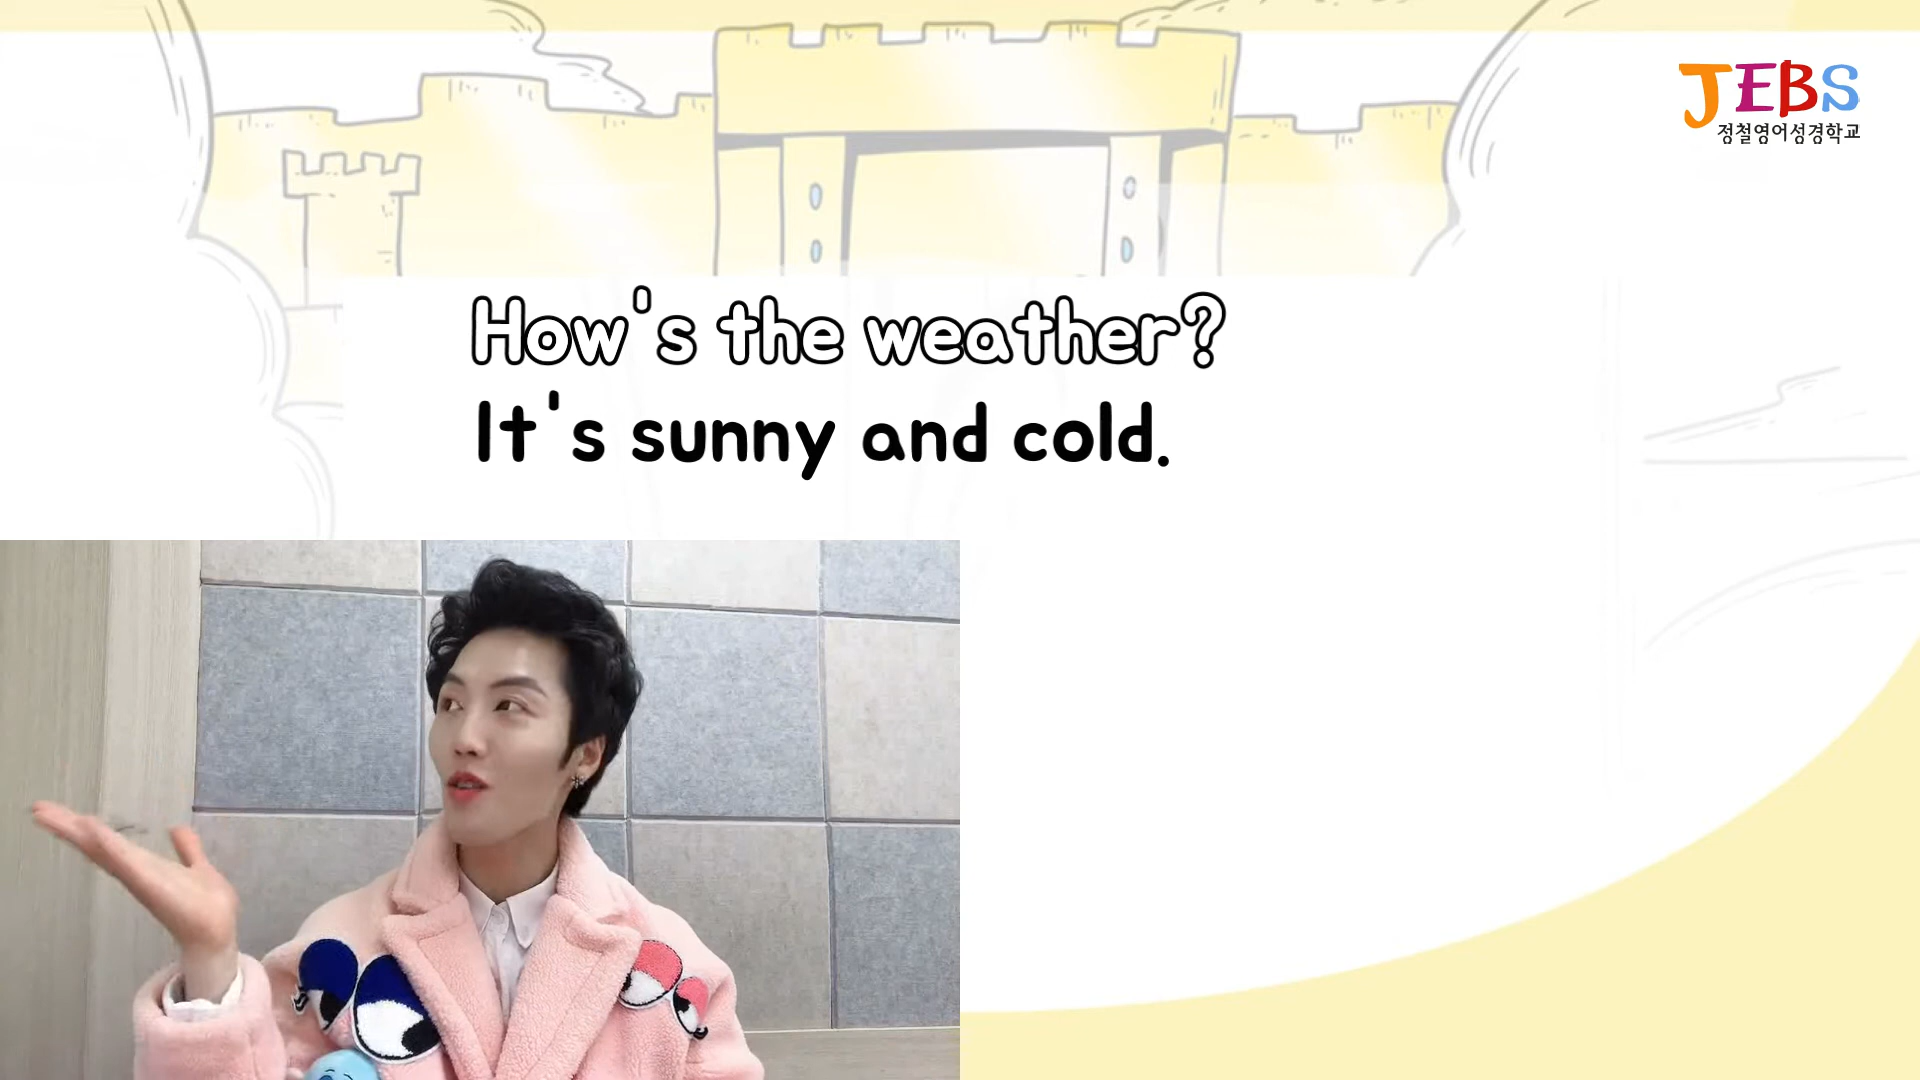 JEBS
정철영어성경학교
How's the weather?
It's sunny and cold.